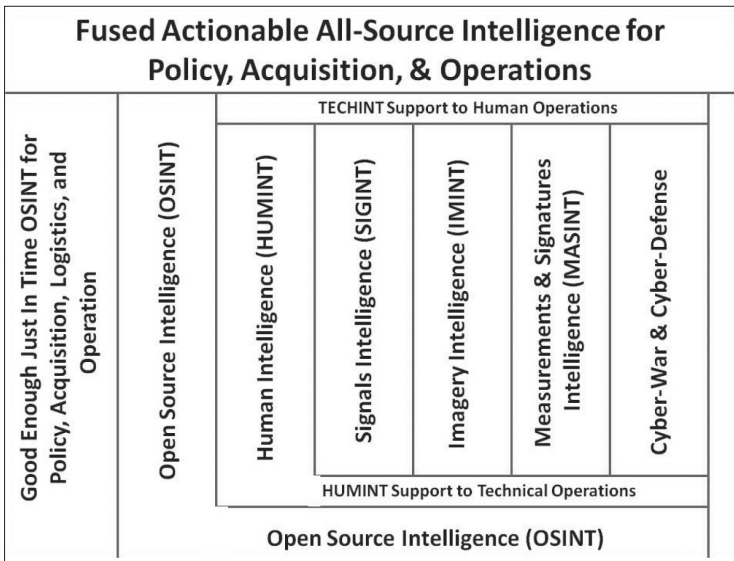 Fused Actionable All-Source Intelligence for
Policy, Acquisition, & Operations
Good Enough Just In Time OSINT for
Policy, Acquisition, Logistics, and
Operation
Open Source Intelligence (OSINT)
TECHINT Support to Human Operations
Human Intelligence (HUMINT)
Signals Intelligence (SIGINT)
Imagery Intelligence (IMINT)
Measurements & Signatures
Intelligence (MASINT)
Cyber-War & Cyber-Defense
HUMINT Support to Technical Operations
Open Source Intelligence (OSINT)